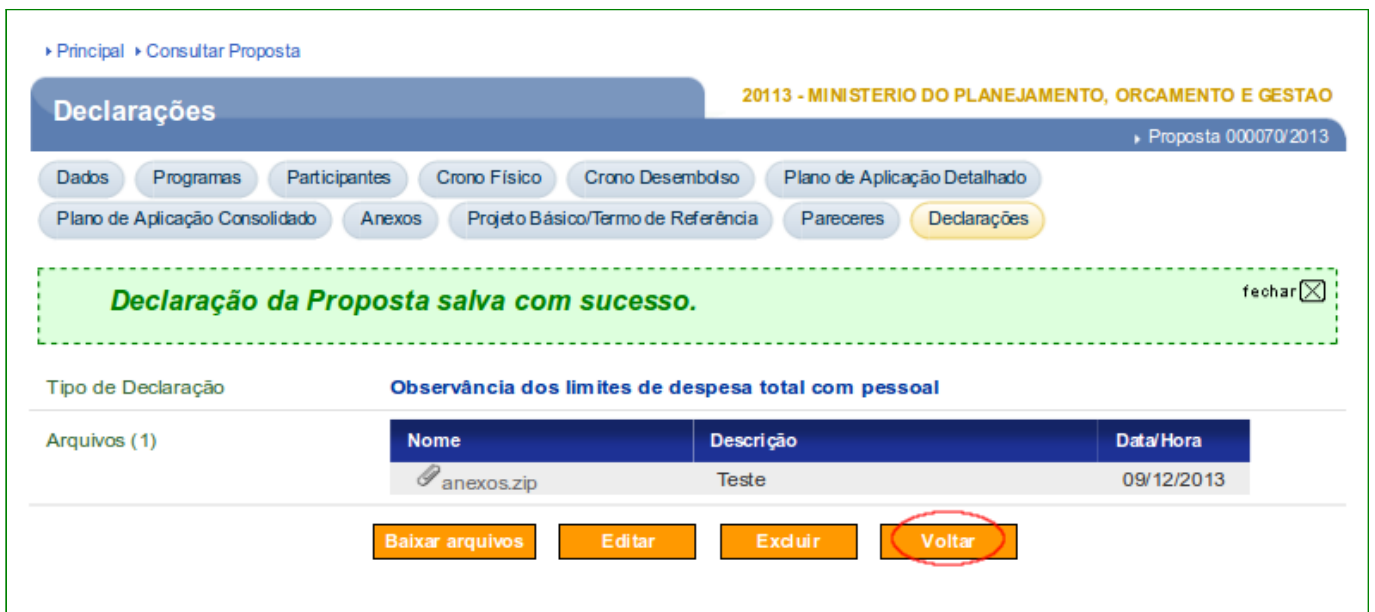 Principal Consultar Proposta
Declarações
20113 - MINISTERIO DO PLANEJAMENTO, ORCAMENTO E GESTAO
Proposta 000070/2013
Dados Programas Participantes Crono Físico Crono Desembolso Plano de Aplicação Detalhado
Plano de Aplicação Consolidado Anexos Projeto Básico/Termo de Referência Pareceres Declarações
Declaração da Proposta salva com sucesso.
fechar
Tipo de Declaração Observância dos limites de despesa total com pessoal
Arquivos (1)
Nome Descrição Data/Hora
anexos.zip Teste 09/12/2013
Baixar arquivos Editar Excluir Voltar